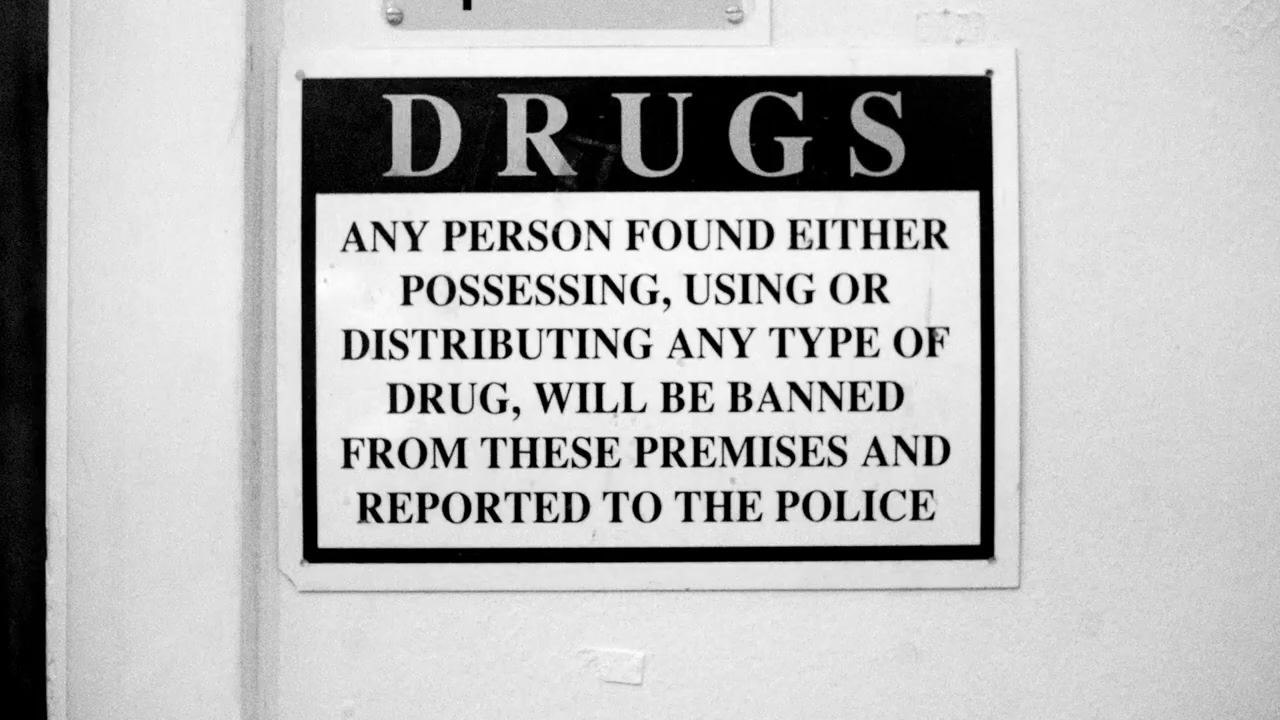 DRUGS
ANY PERSON FOUND EITHER
POSSESSING, USING OR
DISTRIBUTING ANY TYPE OF
DRUG, WILL BE BANNED
FROM THESE PREMISES AND
REPORTED TO THE POLICE